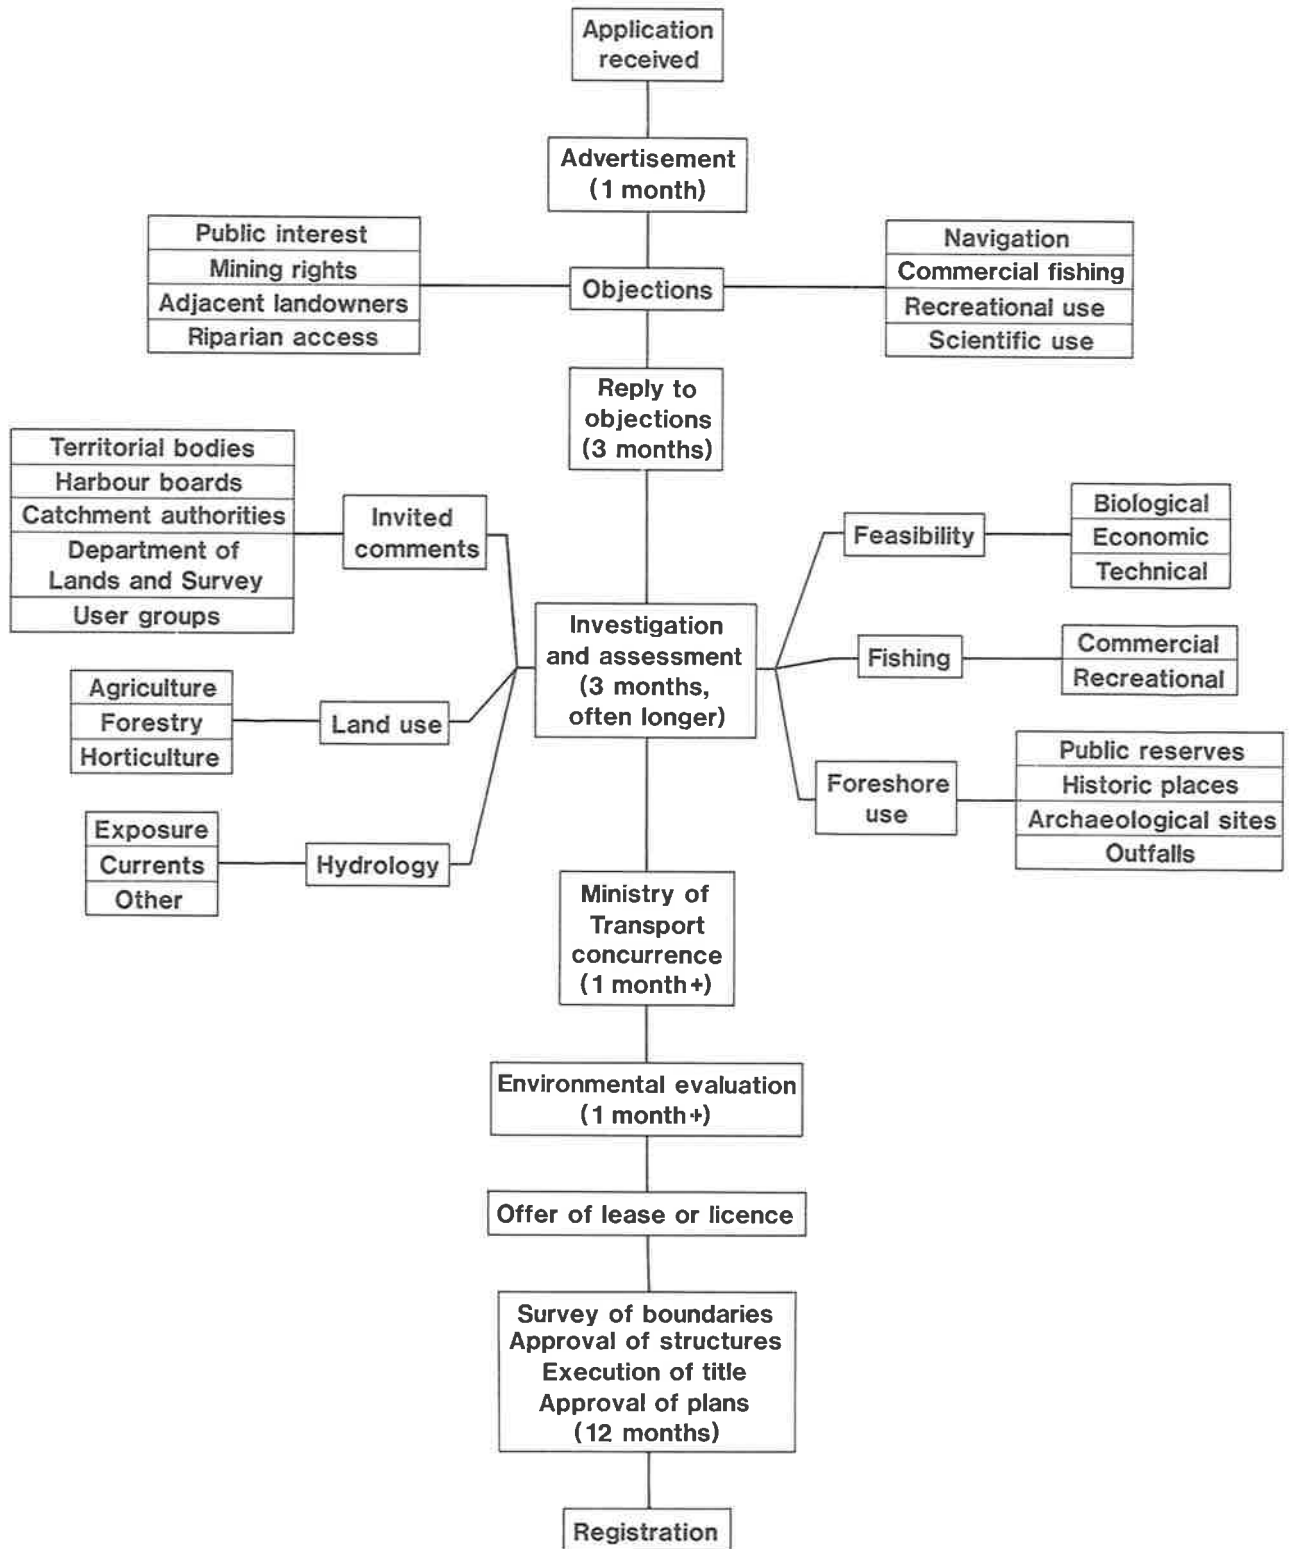 Application
received
Advertisement
(1 month)
Public interest
Mining rights
Adjacent landowners
Riparian access
Objections
Navigation
Commercial fishing
Recreational use
Scientific use
Reply to
objections
(3 months)
Territorial bodies
Harbour boards
Catchment authorities
Department of
Lands and Survey
User groups
Invited
comments
Feasibility
Biological
Economic
Technical
Investigation
and assessment
(3 months,
often longer)
Fishing
Commercial
Recreational
Agriculture
Forestry
Horticulture
Land use
Foreshore
use
Public reserves
Historic places
Archaeological sites
Outfalls
Exposure
Currents
Other
Hydrology
Ministry of
Transport
concurrence
(1 month+)
Environmental evaluation
(1 month+)
Offer of lease or licence
Survey of boundaries
Approval of structures
Execution of title
Approval of plans
(12 months)
Registration